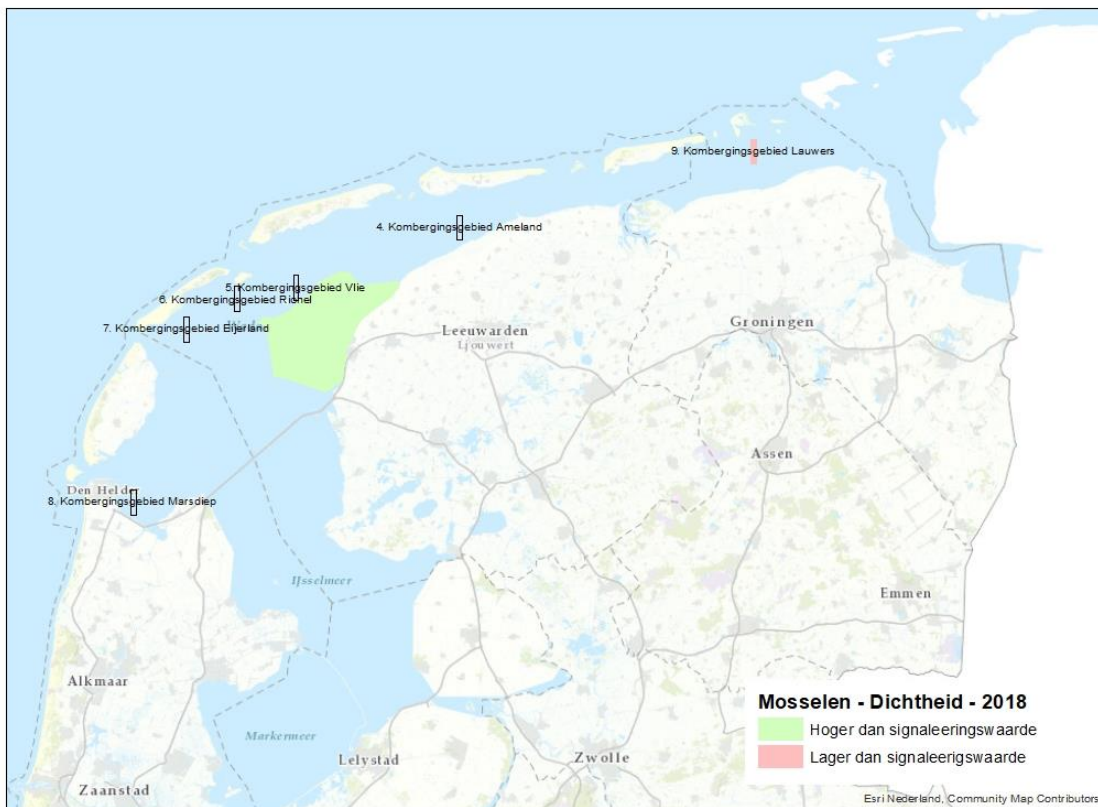 9. Kombergingsgebied Lauwers
4. Kombergingsgebied Ameland
5. Kombergingsgebied Vlie
6. Kombergingsgebied Richel
7. Kombergingsgebied Eijerland
Leeuwarden
Ljouwert
Groningen
Assen
Den Helder
8. Kombergingsgebied Marsdiep
IJsselmeer
Emmen
Alkmaar
Markermeer
Lelystad
Zwolle
Zaanstad
Mosselen - Dichtheid - 2018
Hoger dan signaleeringswaarde
Lager dan signaleerigswaarde
Esri Nederland, Community Map Contributors